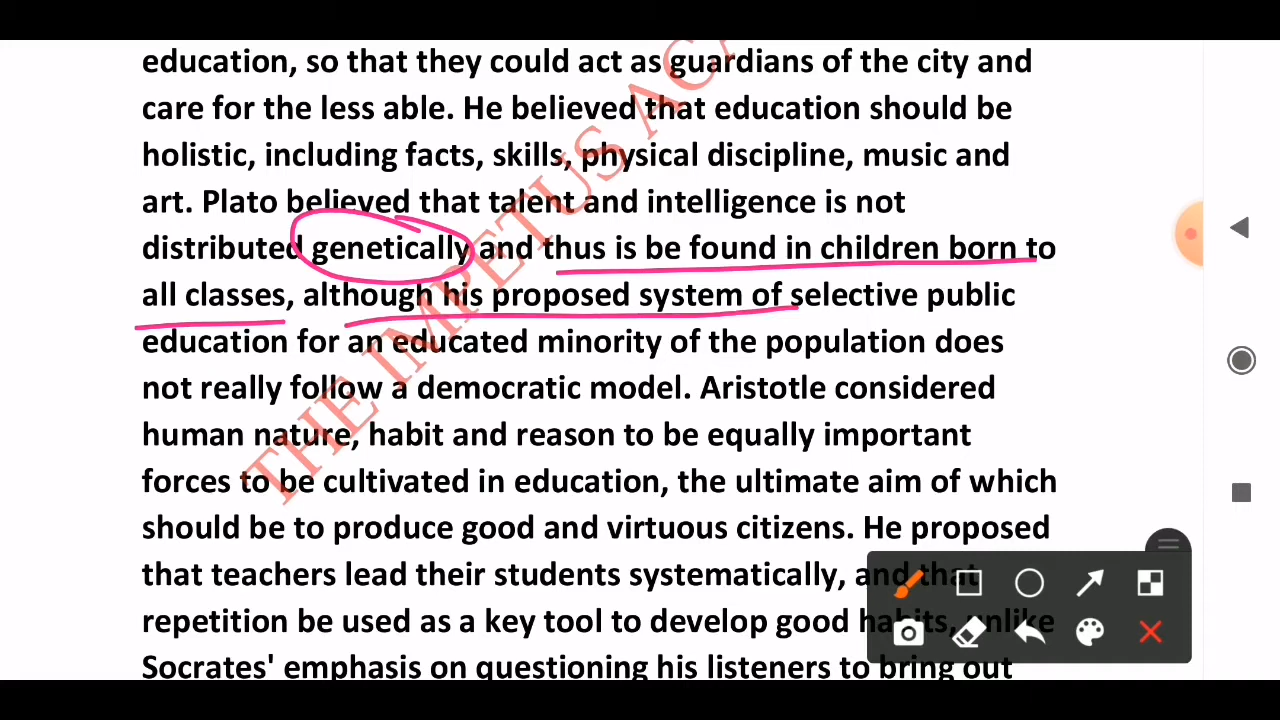 education, so that they could act as guardians of the city and
care for the less able. He believed that education should be
holistic, including facts, skills, physical discipline, music and
art. Plato believed that talent and intelligence is not
distributed genetically and thus is be found in children born to
all classes, although his proposed system of selective public
education for an educated minority of the population does
not really follow a democratic model. Aristotle considered
human nature, habit and reason to be equally important
forces to be cultivated in education, the ultimate aim of which
should be to produce good and virtuous citizens. He proposed
that teachers lead their students systematically, and that
repetition be used as a key tool to develop good habits, unlike
Socrates' emphasis on questioning his listeners to bring out
THE IMPETUS ACA